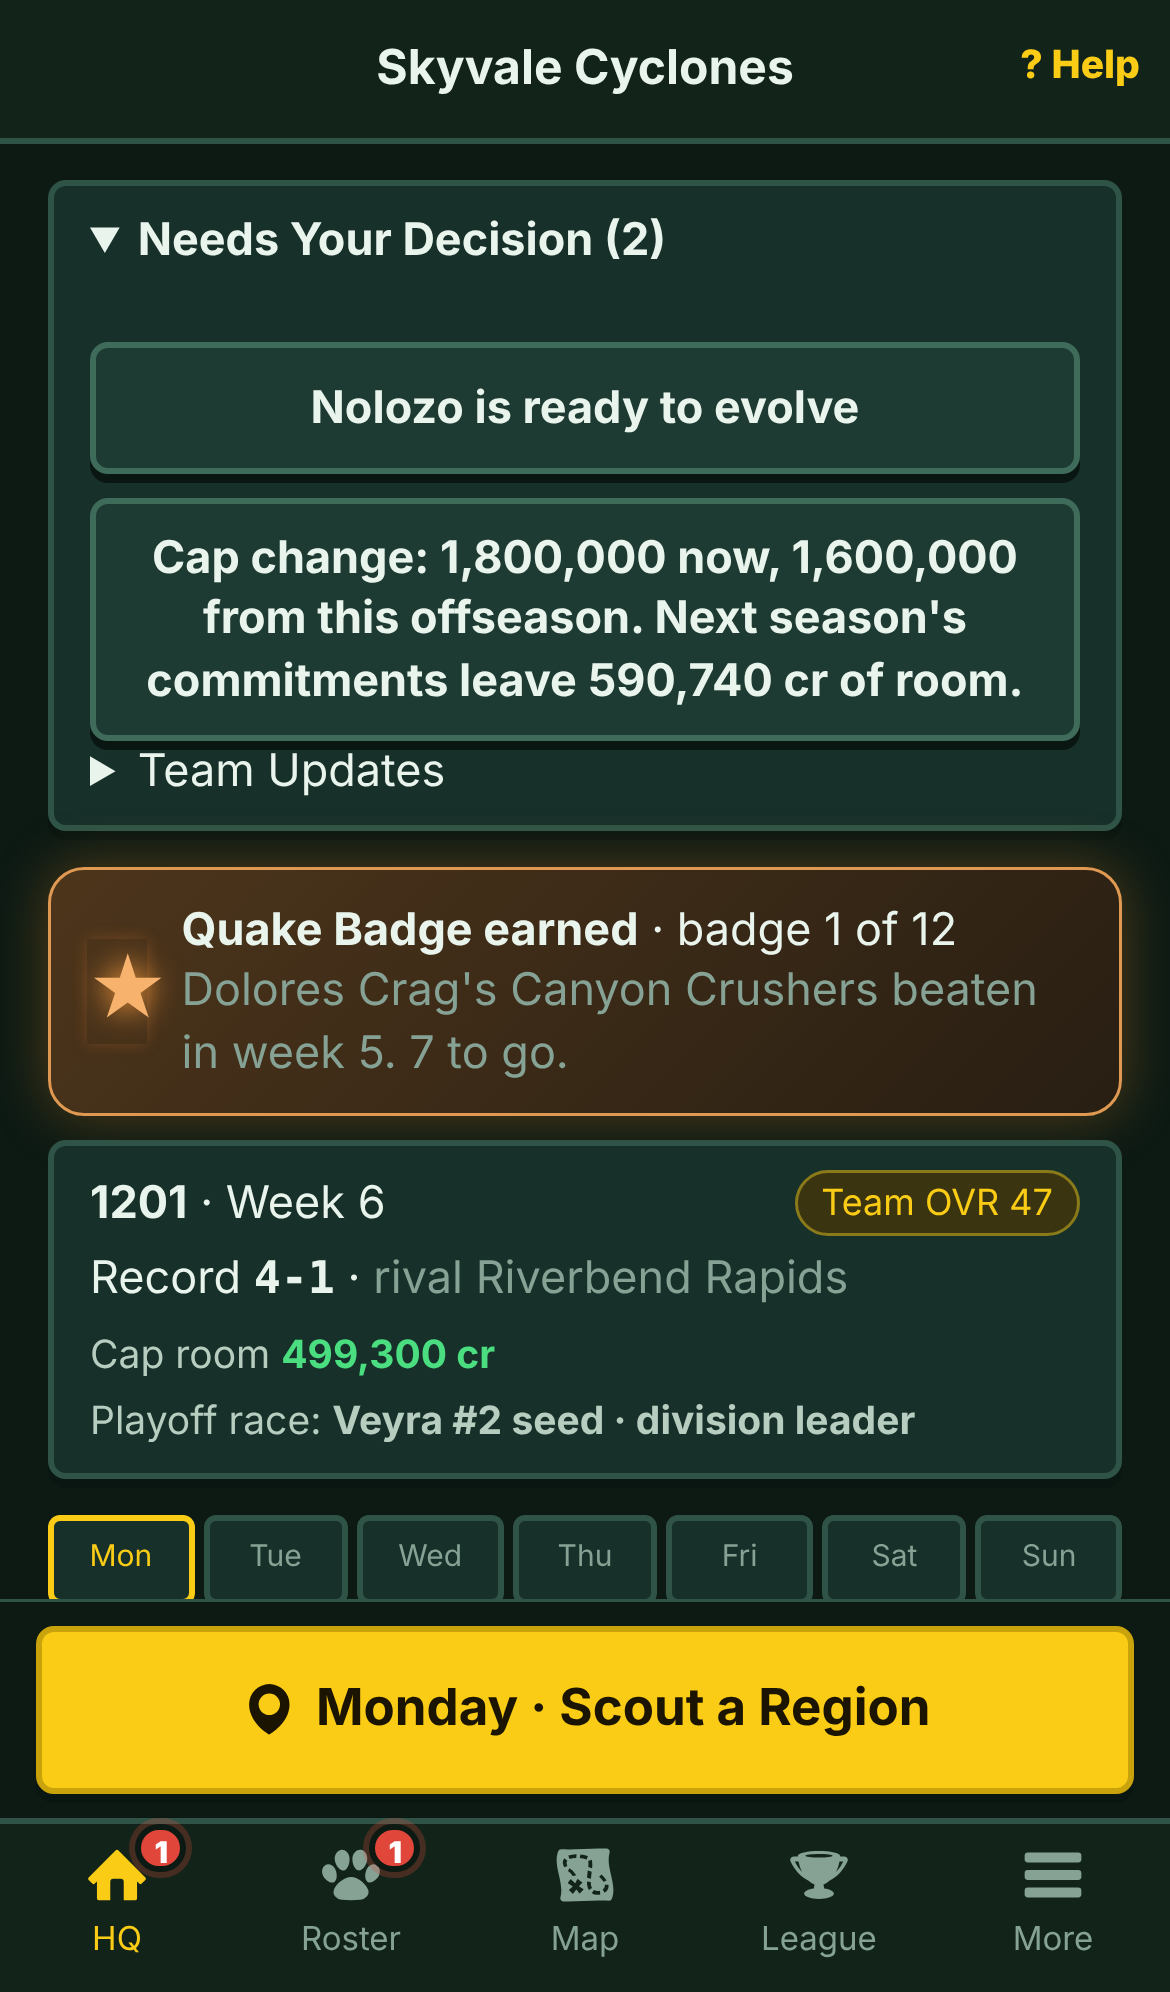 Skyvale Cyclones
? Help
▼ Needs Your Decision (2)
Nolozo is ready to evolve
Cap change: 1,800,000 now, 1,600,000
from this offseason. Next season's
commitments leave 590,740 cr of room.
▶ Team Updates
Quake Badge earned · badge 1 of 12
Dolores Crag's Canyon Crushers beaten
in week 5. 7 to go.
1201 · Week 6
Team OVR 47
Record 4-1 · rival Riverbend Rapids
Cap room 499,300 cr
Playoff race: Veyra #2 seed · division leader
Mon Tue Wed Thu Fri Sat Sun
Monday · Scout a Region
1 1
HQ Roster Map League More